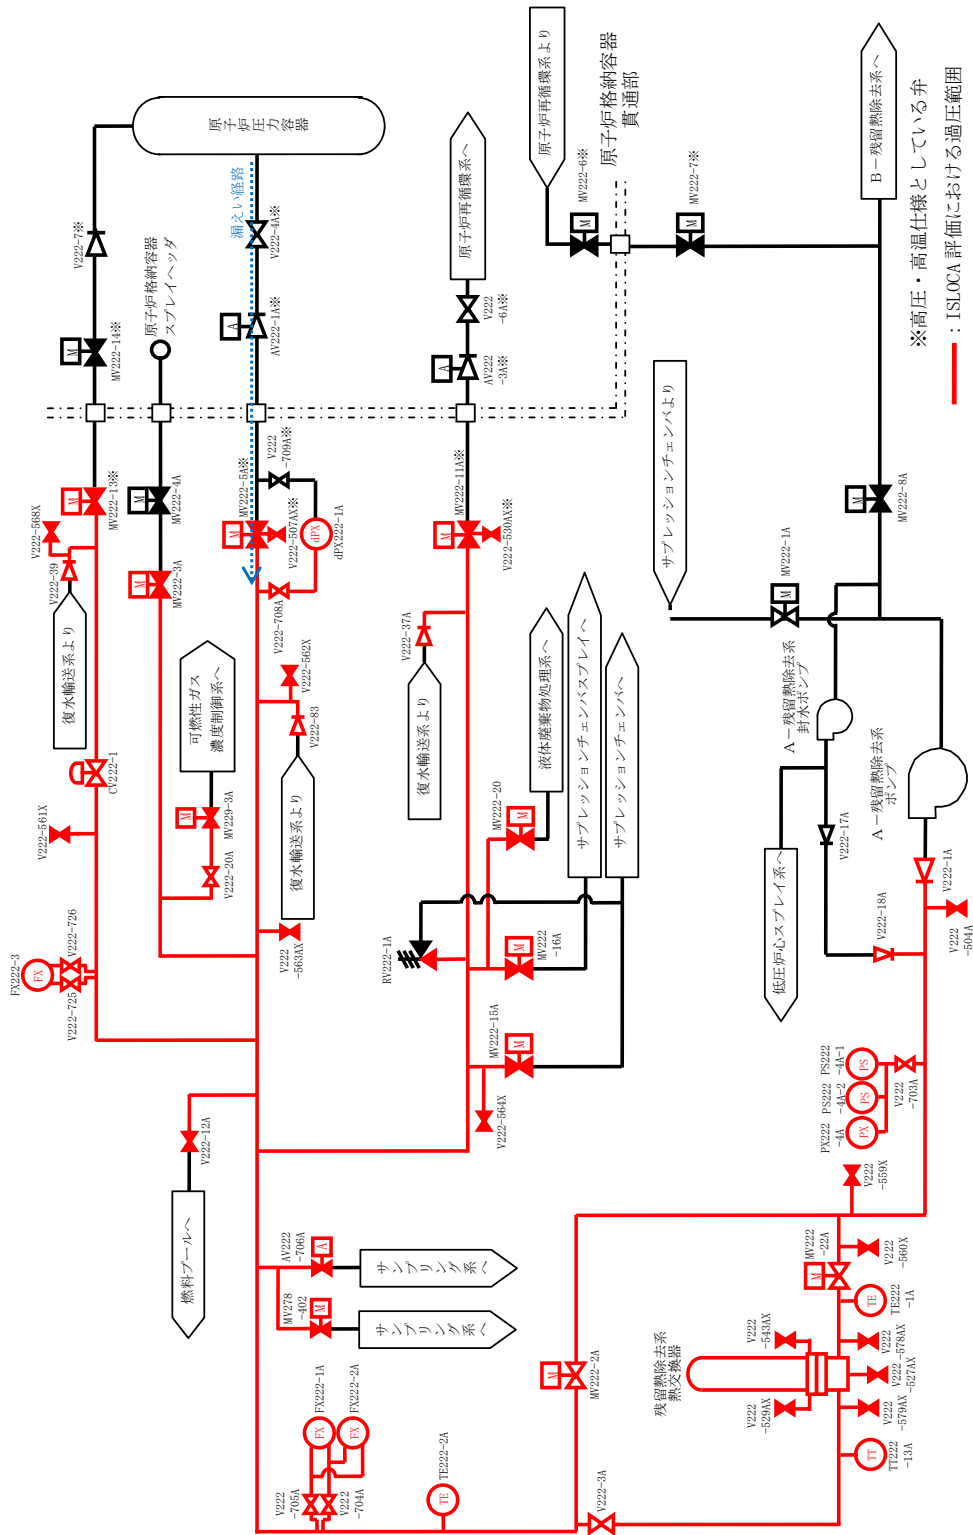 原子炉圧力容器
V222-7※
MV222-14※
原子炉格納容器
スプレイヘッダ
漏えい経路
V222-4A※
AV222-1A※
原子炉再循環系へ
V222
-6A※
AV222
-3A※
原子炉再循環系より
MV222-6※
原子炉格納容器
貫通部
MV222-7※
B－残留熱除去系へ
※高圧・高温仕様としている弁
：ISLOCA 評価における過圧範囲
M
M
M
A
A
MV222-13※
V222-568X
V222-39
復水輸送系より
MV222-4A
MV222-3A
M
M
M
MV222-5A※
V222
-709A※
V222-507AX※
dPX
dPX222-1A
V222-708A
M
MV222-11A※
V222-530AX※
M
V222-37A
復水輸送系より
サプレッションチェンバより
MV222-1A
M
MV222-8A
M
CV222-1
V222-561X
可燃性ガス
濃度制御系へ
MV229-3A
M
V222-20A
V222-562X
V222-83
復水輸送系より
V222
-563AX
液体廃棄物処理系へ
サプレッションチェンバスプレイへ
サプレッションチェンバへ
MV222-20
M
MV222
-16A
M
RV222-1A
MV222-15A
M
V222-564X
A－残留熱除去系
封水ポンプ
A－残留熱除去系
ポンプ
V222-17A
V222-1A
V222-18A
V222
-504A
低圧炉心スプレイ系へ
FX222-3
FX
V222-726
V222-725
V222-12A
燃料プールへ
PS222
-4A-1
PS
PS222
-4A-2
PS
PX222
-4A
PX
V222
-703A
V222
-559X
AV222
-706A
A
サンプリング系へ
MV278
-402
M
サンプリング系へ
MV222
-22A
M
V222
-560X
TE
TE222
-1A
V222
-543AX
V222
-578AX
V222
-527AX
V222
-579AX
V222
-529AX
残留熱除去系
熱交換器
TT
TT222
-13A
FX222-1A
FX
FX222-2A
FX
V222
-705A
V222
-704A
TE222-2A
TE
MV222-2A
M
V222-3A